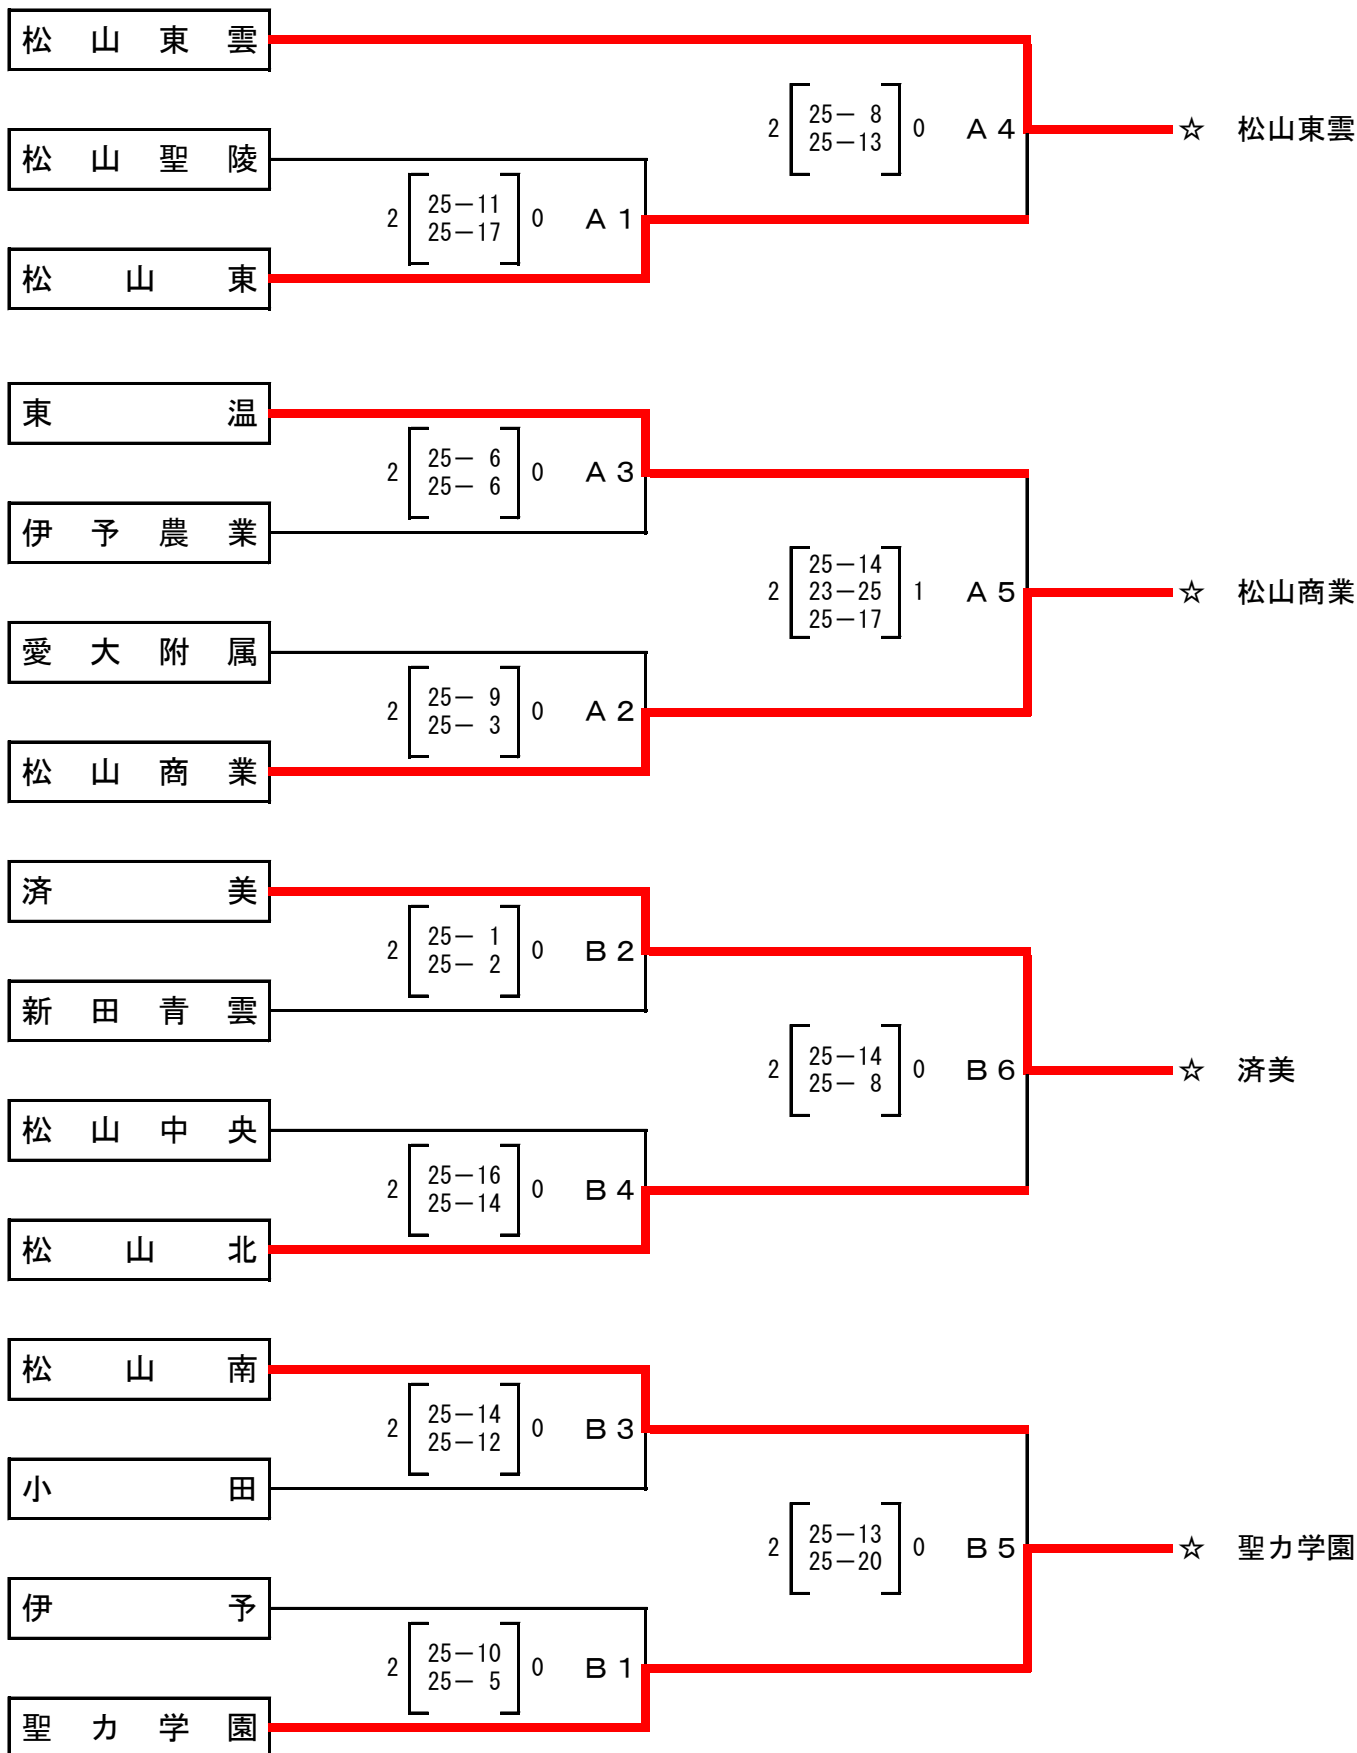 松山東雲
2 25－ 8 0 A4
25－13
☆ 松山東雲
松山聖陵
2 25－11 0 A1
25－17
松山東
東温
2 25－ 6 0 A3
25－ 6
伊予農業
2 25－14 1 A5
23－25
25－17
☆ 松山商業
愛大附属
2 25－ 9 0 A2
25－ 3
松山商業
済美
2 25－ 1 0 B2
25－ 2
新田青雲
2 25－14 0 B6
25－ 8
☆ 済美
松山中央
2 25－16 0 B4
25－14
松山北
松山南
2 25－14 0 B3
25－12
小田
2 25－13 0 B5
25－20
☆ 聖カ学園
伊予
2 25－10 0 B1
25－ 5
聖カ学園